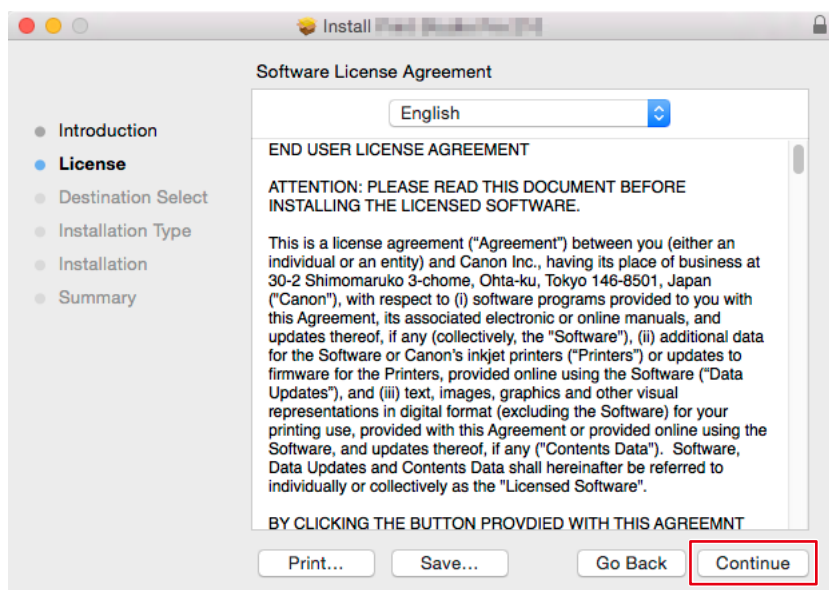 Install
Software License Agreement
Introduction
License
Destination Select
Installation Type
Installation
Summary
English
END USER LICENSE AGREEMENT
ATTENTION: PLEASE READ THIS DOCUMENT BEFORE
INSTALLING THE LICENSED SOFTWARE.
This is a license agreement (“Agreement”) between you (either an
individual or an entity) and Canon Inc., having its place of business at
30-2 Shimomaruko 3-chome, Ohta-ku, Tokyo 146-8501, Japan
("Canon"), with respect to (i) software programs provided to you with
this Agreement, its associated electronic or online manuals, and
updates thereof, if any (collectively, the "Software"), (ii) additional data
for the Software or Canon’s inkjet printers (“Printers”) or updates to
firmware for the Printers, provided online using the Software (“Data
Updates”), and (iii) text, images, graphics and other visual
representations in digital format (excluding the Software) for your
printing use, provided with this Agreement or provided online using the
Software, and updates thereof, if any ("Contents Data").  Software,
Data Updates and Contents Data shall hereinafter be referred to
individually or collectively as the "Licensed Software".
BY CLICKING THE BUTTON PROVDIED WITH THIS AGREEMNT
Print...
Save...
Go Back
Continue